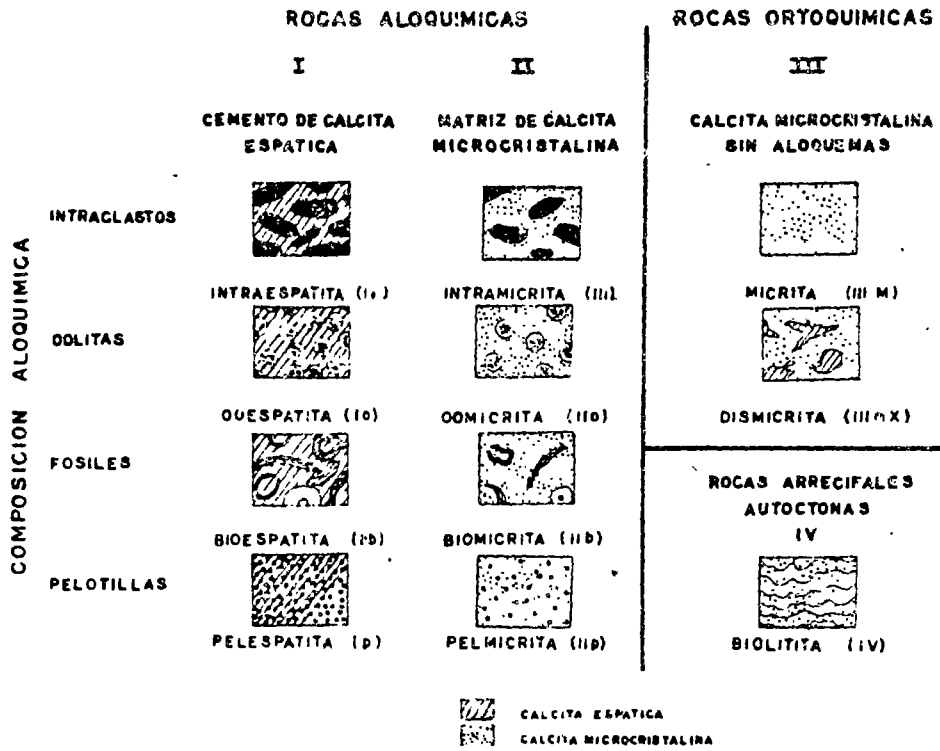 ROCAS ALOQUIMICAS
ROCAS ORTOQUIMICAS
I
II
III
CEMENTO DE CALCITA
ESPATICA
MATRIZ DE CALCITA
MICROCRISTALINA
CALCITA MICROCRISTALINA
SIN ALOQUEMAS
COMPOSICION ALOQUIMICA
INTRACLASTOS
INTRAESPATITA
INTRAMICRITA
MICRITA (III M)
OOLITAS
OOESPATITA (Io)
OOMICRITA (IIo)
DISMICRITA
FOSILES
BIOESPATITA (Ib)
BIOMICRITA (IIb)
ROCAS ARRECIFALES
AUTOCTONAS
IV
PELOTILLAS
PELESPATITA (p)
PELMICRITA (IIp)
BIOLITITA (IV)
CALCITA ESPATICA
CALCITA MICROCRISTALINA